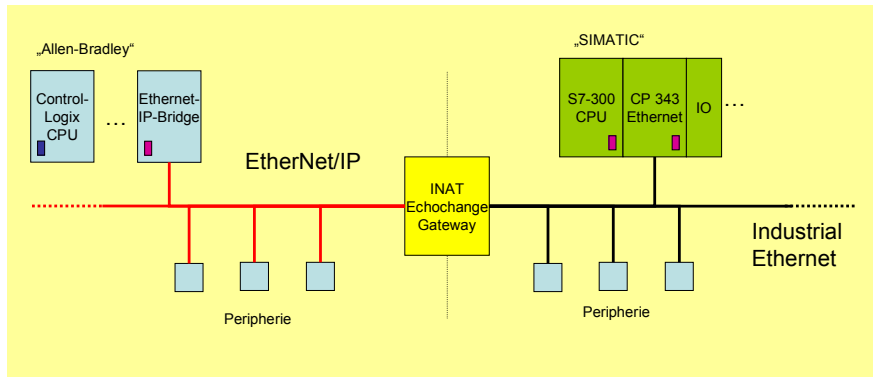 „Allen-Bradley“
Control-
Logix
CPU
...
Ethernet-
IP-Bridge
EtherNet/IP
INAT
Echochange
Gateway
Peripherie
„SIMATIC“
S7-300
CPU
CP 343
Ethernet
IO
...
Industrial
Ethernet
Peripherie